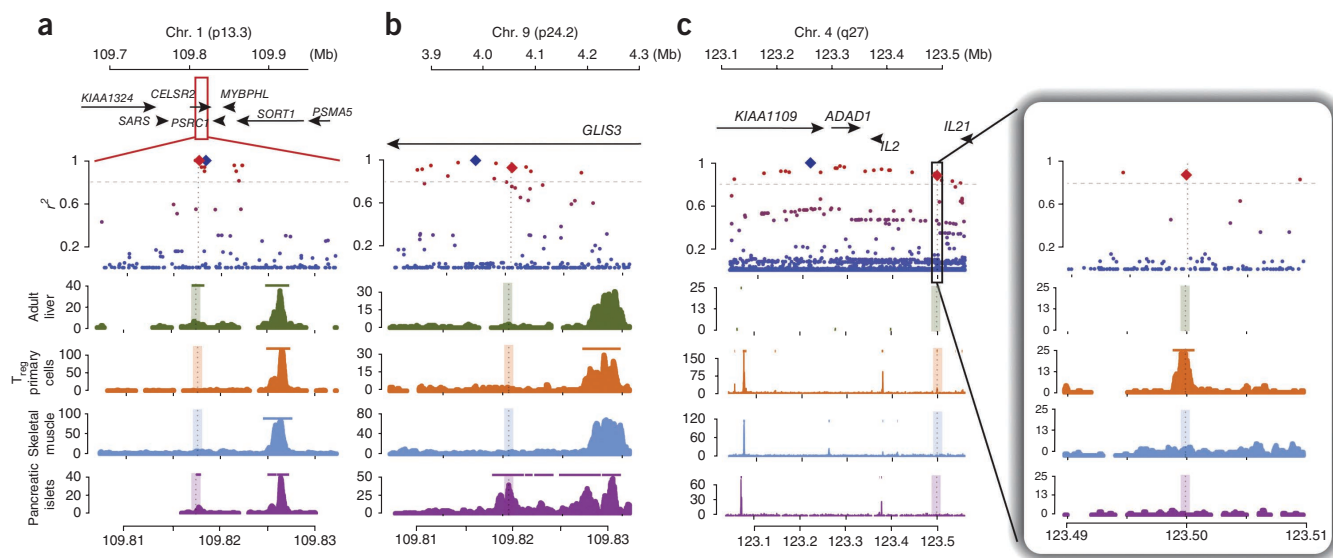 a
Chr. 1 (p13.3)
109.7 109.8 109.9 (Mb)
KIAA1324
CELSR2
MYBPHL
SARS
PSRC1
SORT1
PSMA5
1
0.6
0.2
r²
Adult liver
40
20
0
Treg primary cells
100
50
0
Skeletal muscle
100
50
0
Pancreatic islets
40
20
0
109.81 109.82 109.83
b
Chr. 9 (p24.2)
3.9 4.0 4.1 4.2 4.3 (Mb)
GLIS3
1
0.6
0.2
30
15
0
30
15
0
80
40
0
50
25
0
109.81 109.82 109.83
c
Chr. 4 (q27)
123.1 123.2 123.3 123.4 123.5 (Mb)
KIAA1109
ADAD1
IL2
IL21
1
0.6
0.2
25
13
0
150
75
0
120
60
0
60
30
0
123.1 123.2 123.3 123.4 123.5
1
0.6
0.2
25
13
0
25
13
0
25
13
0
25
13
0
123.49 123.50 123.51